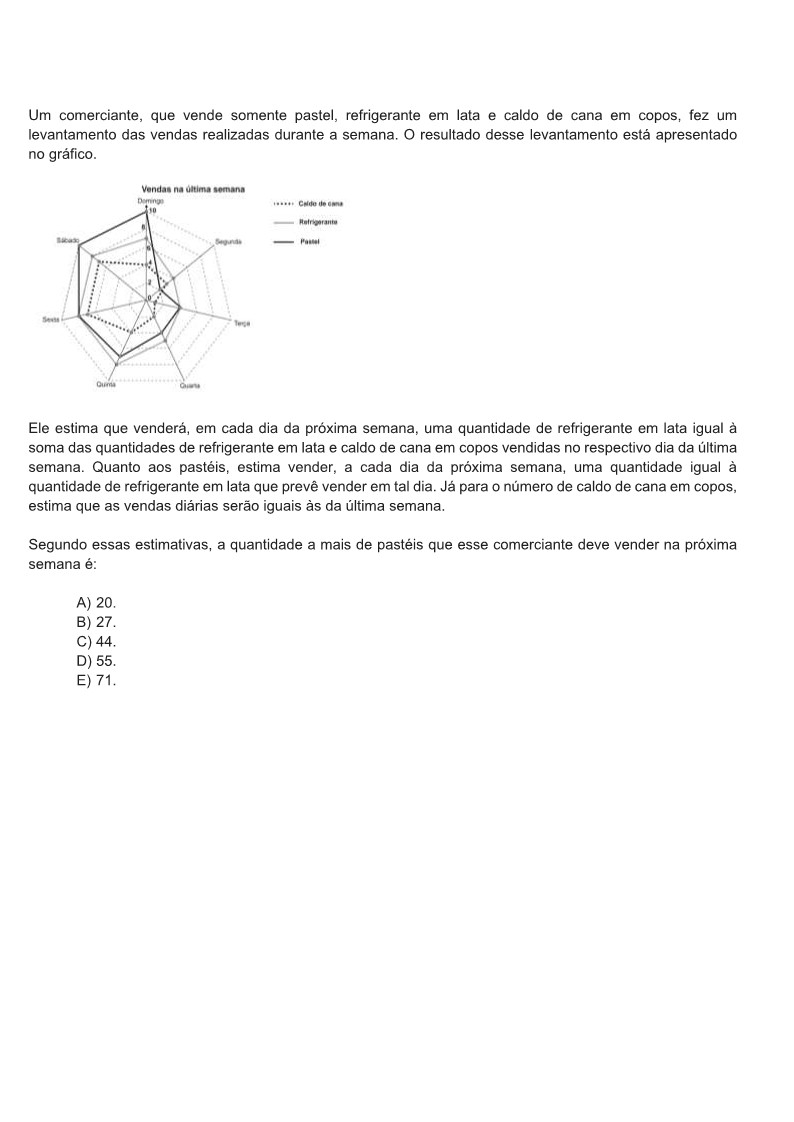 Um comerciante, que vende somente pastel, refrigerante em lata e caldo de cana em copos, fez um
levantamento das vendas realizadas durante a semana. O resultado desse levantamento está apresentado
no gráfico.
Vendas na última semana
Domingo
10
8
6
4
2
0
Segunda
Terça
Quarta
Quinta
Sexta
Sábado
Caldo de cana
Refrigerante
Pastel
Ele estima que venderá, em cada dia da próxima semana, uma quantidade de refrigerante em lata igual à
soma das quantidades de refrigerante em lata e caldo de cana em copos vendidas no respectivo dia da última
semana. Quanto aos pastéis, estima vender, a cada dia da próxima semana, uma quantidade igual à
quantidade de refrigerante em lata que prevê vender em tal dia. Já para o número de caldo de cana em copos,
estima que as vendas diárias serão iguais às da última semana.
Segundo essas estimativas, a quantidade a mais de pastéis que esse comerciante deve vender na próxima
semana é:
A) 20.
B) 27.
C) 44.
D) 55.
E) 71.